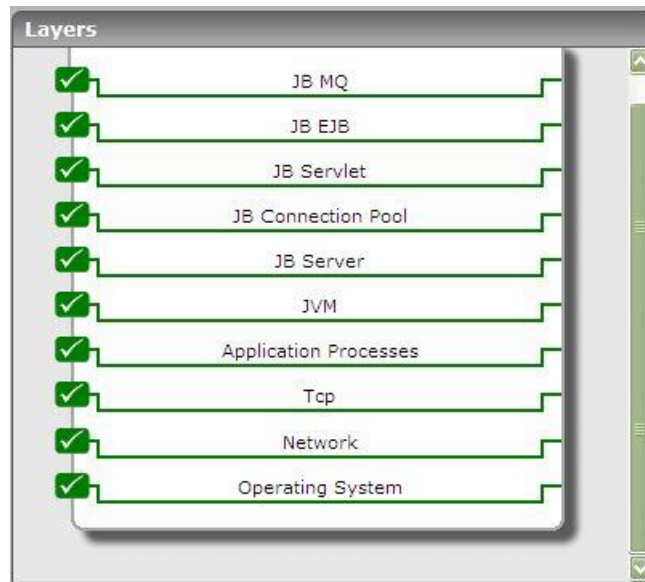 Layers
JB MQ
JB EJB
JB Servlet
JB Connection Pool
JB Server
JVM
Application Processes
Tcp
Network
Operating System